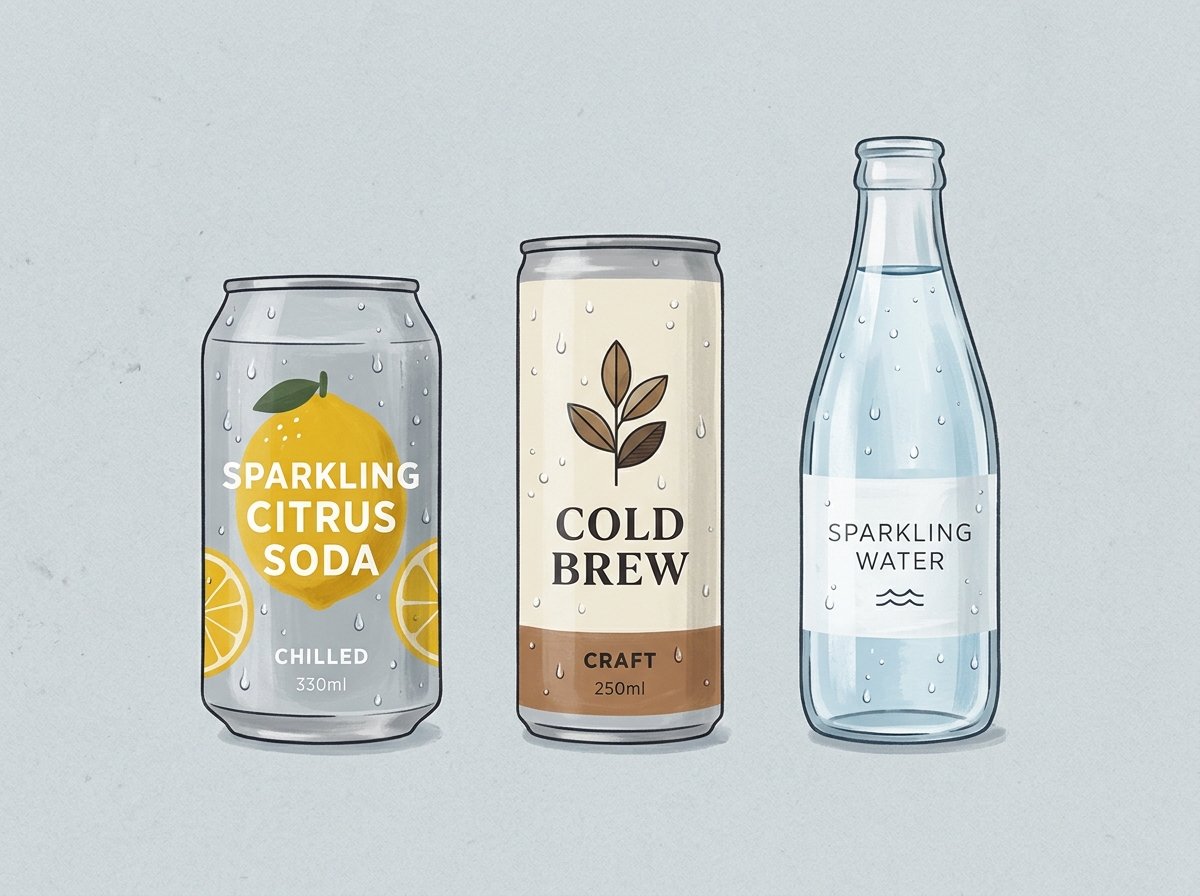 SPARKLING
CITRUS
SODA
CHILLED
330ml
COLD
BREW
CRAFT
250ml
SPARKLING
WATER